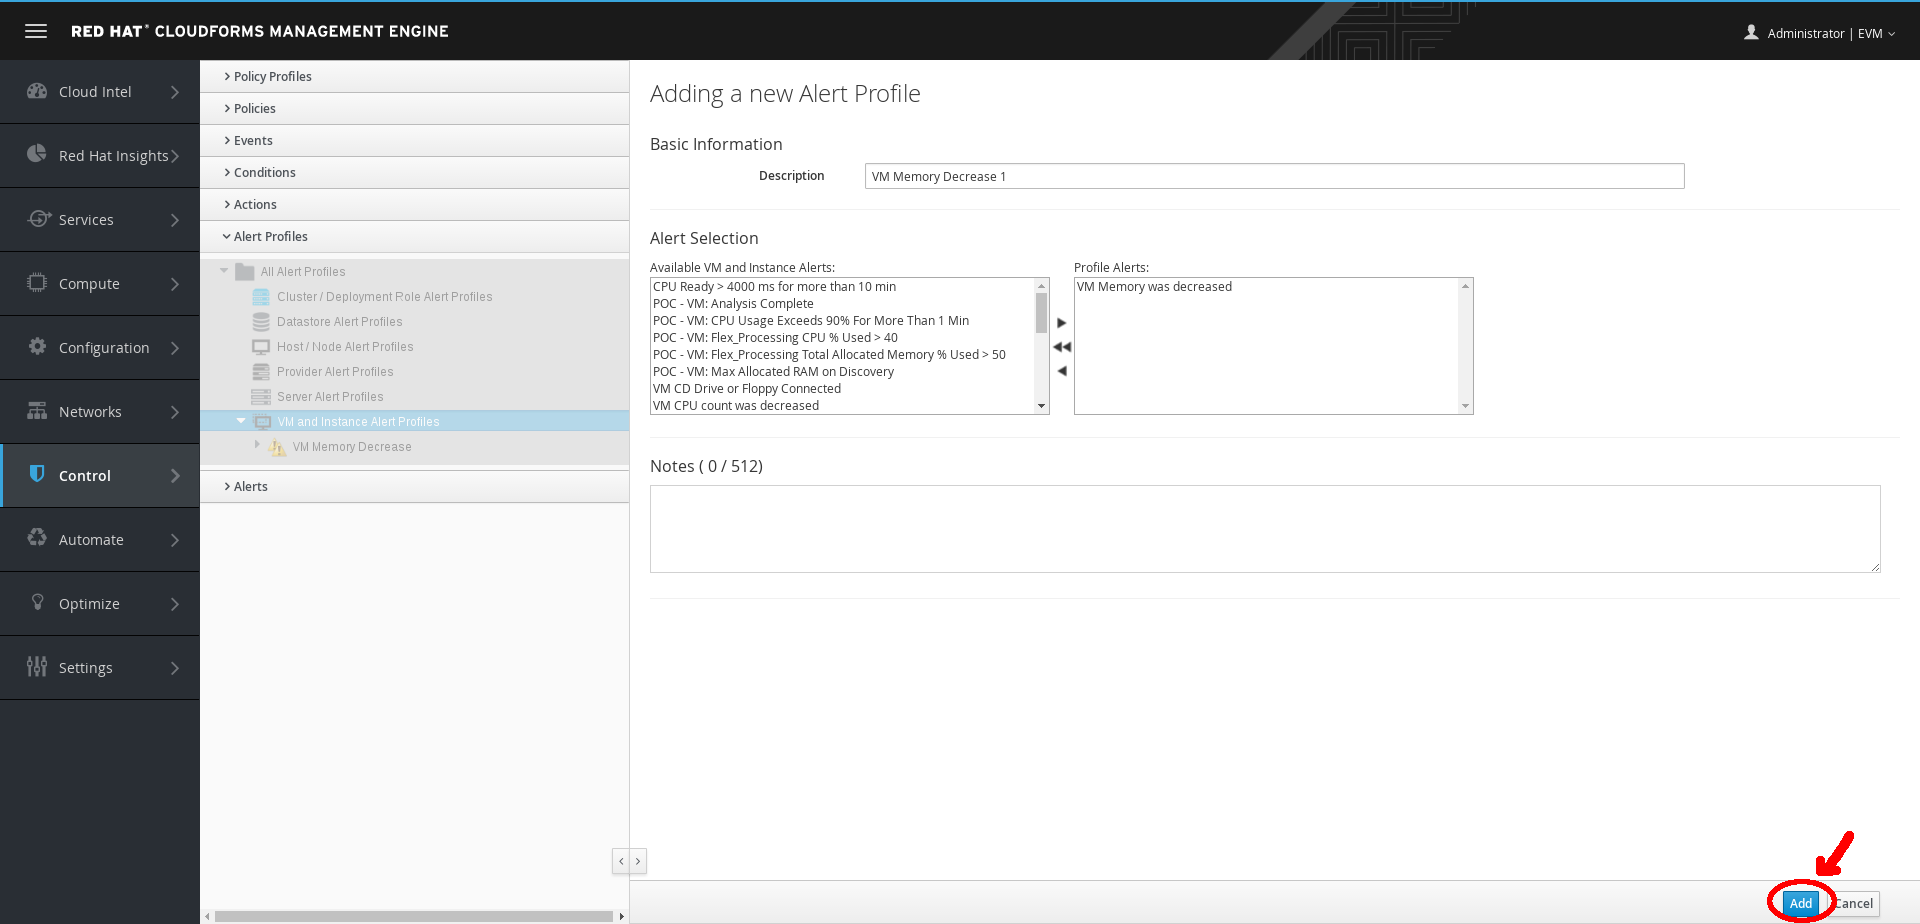 RED HAT® CLOUDFORMS MANAGEMENT ENGINE
Administrator | EVM
Cloud Intel
Red Hat Insights
Services
Compute
Configuration
Networks
Control
Automate
Optimize
Settings
Policy Profiles
Policies
Events
Conditions
Actions
Alert Profiles
All Alert Profiles
Cluster / Deployment Role Alert Profiles
Datastore Alert Profiles
Host / Node Alert Profiles
Provider Alert Profiles
Server Alert Profiles
VM and Instance Alert Profiles
VM Memory Decrease
Alerts
Adding a new Alert Profile
Basic Information
Description
VM Memory Decrease 1
Alert Selection
Available VM and Instance Alerts:
CPU Ready > 4000 ms for more than 10 min
POC - VM: Analysis Complete
POC - VM: CPU Usage Exceeds 90% For More Than 1 Min
POC - VM: Flex_Processing CPU % Used > 40
POC - VM: Flex_Processing Total Allocated Memory % Used > 50
POC - VM: Max Allocated RAM on Discovery
VM CD Drive or Floppy Connected
VM CPU count was decreased
Profile Alerts:
VM Memory was decreased
Notes ( 0 / 512)
Add
Cancel